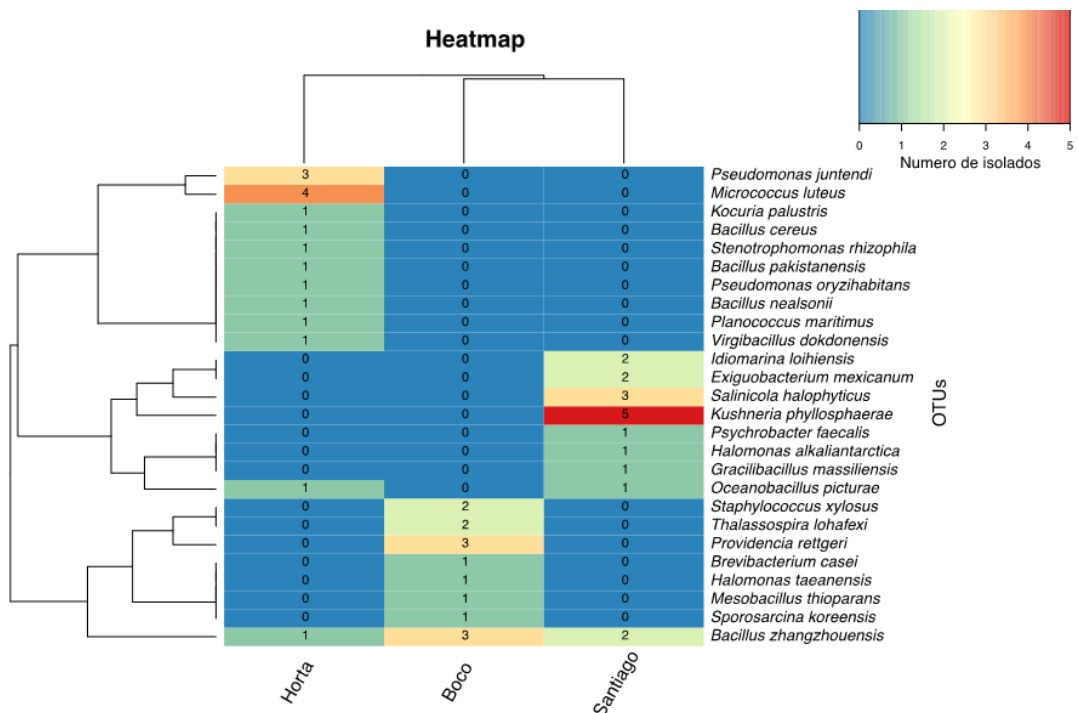 Heatmap
0 1 2 3 4 5
Numero de isolados
3 0 0 Pseudomonas juntendi
4 0 0 Micrococcus luteus
1 0 0 Kocuria palustris
1 0 0 Bacillus cereus
1 0 0 Stenotrophomonas rhizophila
1 0 0 Bacillus pakistanensis
1 0 0 Pseudomonas oryzihabitans
1 0 0 Bacillus nealsonii
1 0 0 Planococcus maritimus
1 0 0 Virgibacillus dokdonensis
0 0 2 Idiomarina loihiensis
0 0 2 Exiguobacterium mexicanum
0 0 3 Salinicola halophyticus
0 0 5 Kushneria phyllosphaerae
0 0 1 Psychrobacter faecalis
0 0 1 Halomonas alkaliantarctica
0 0 1 Gracilibacillus massiliensis
1 0 1 Oceanobacillus picturae
0 2 0 Staphylococcus xylosus
0 2 0 Thalassospira lohafexi
0 3 0 Providencia rettgeri
0 1 0 Brevibacterium casei
0 1 0 Halomonas taeanensis
0 1 0 Mesobacillus thioparans
0 1 0 Sporosarcina koreensis
1 3 2 Bacillus zhangzhouensis
OTUs
Horta Boco Santiago